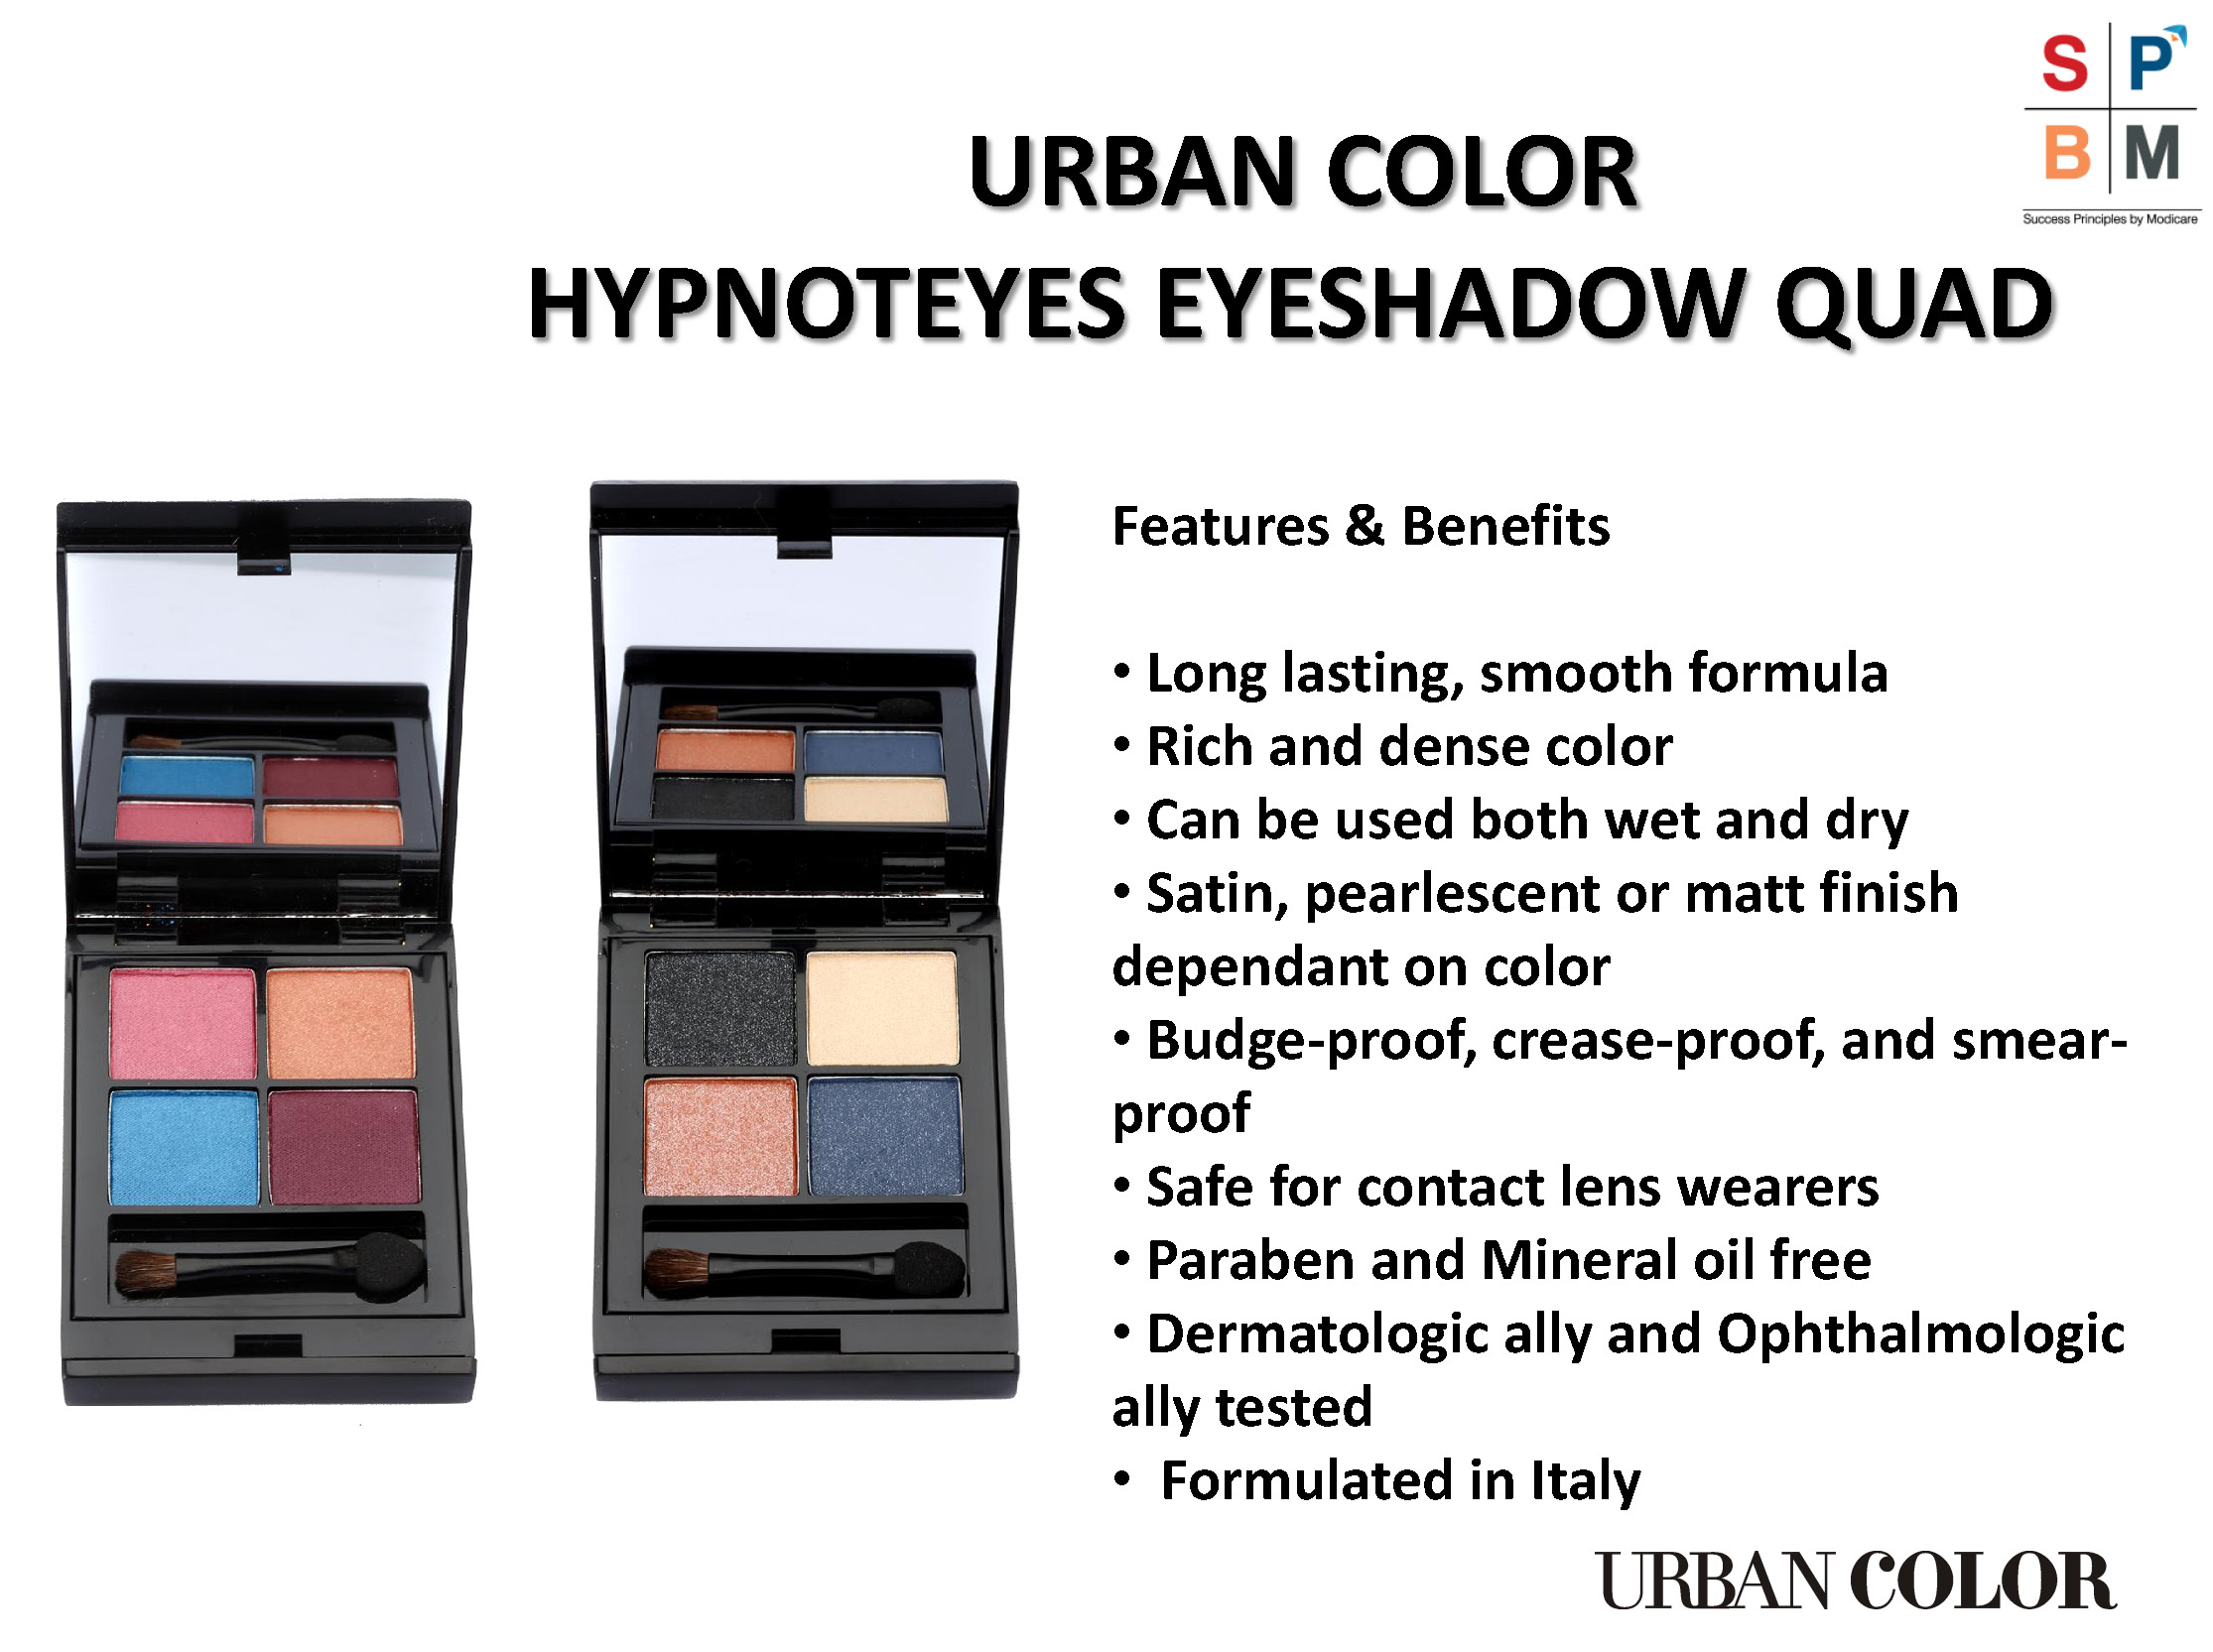 S P
B M
Success Principles by Modicare
URBAN COLOR
HYPNOTEYES EYESHADOW QUAD
Features & Benefits
• Long lasting, smooth formula
• Rich and dense color
• Can be used both wet and dry
• Satin, pearlescent or matt finish
dependant on color
• Budge-proof, crease-proof, and smear-
proof
• Safe for contact lens wearers
• Paraben and Mineral oil free
• Dermatologic ally and Ophthalmologic
ally tested
• Formulated in Italy
URBAN COLOR